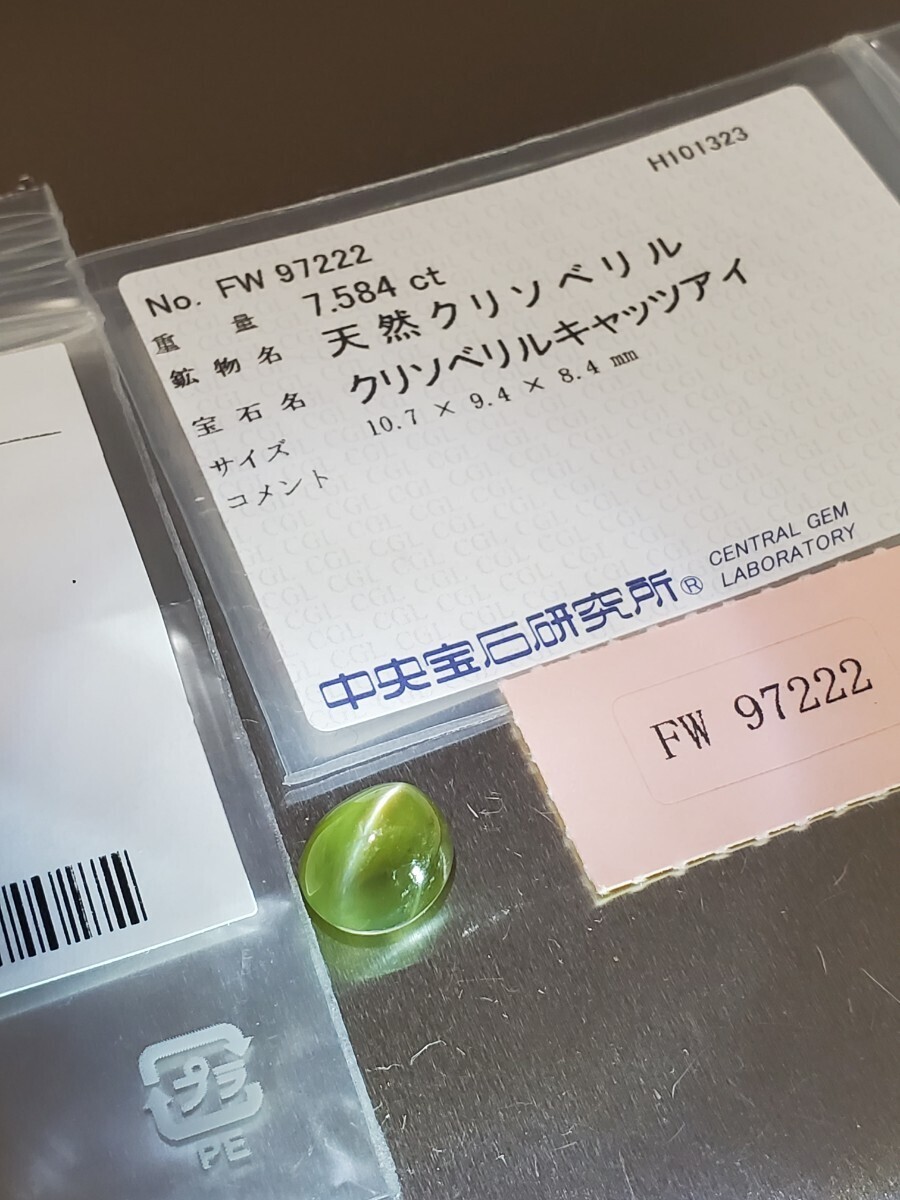 H101323
No. FW 97222
重量 7.584 ct
鉱物名 天然クリソベリル
宝石名 クリソベリルキャッツアイ
サイズ 10.7 × 9.4 × 8.4 mm
コメント
中央宝石研究所® CENTRAL GEM
LABORATORY
FW 97222
プラ
PE